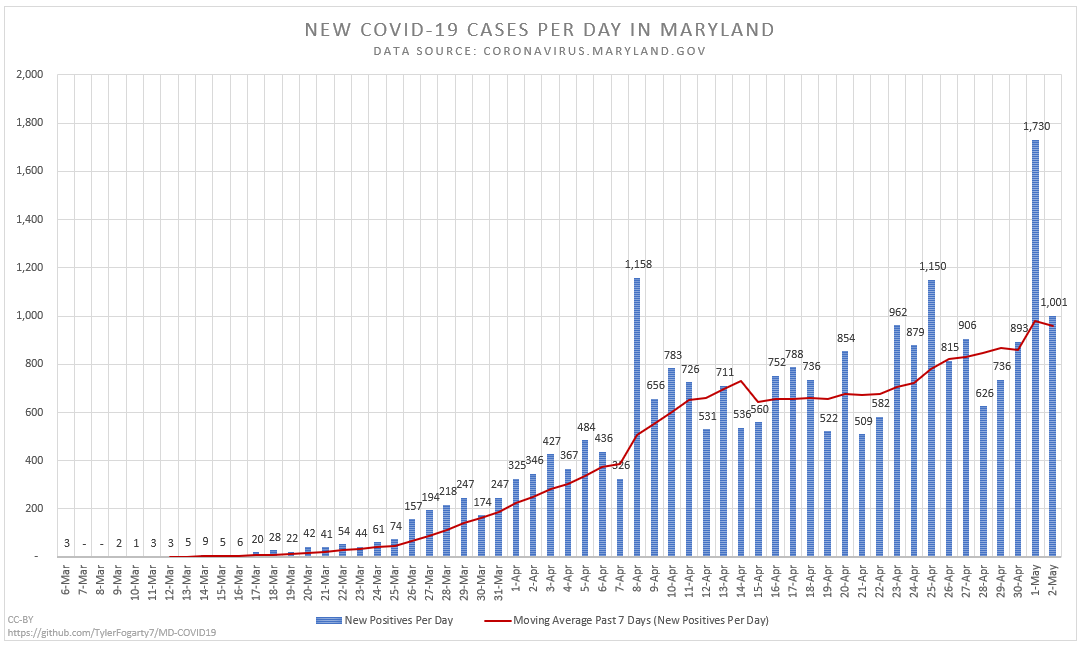 NEW COVID-19 CASES PER DAY IN MARYLAND
DATA SOURCE: CORONAVIRUS.MARYLAND.GOV
2,000
1,800
1,600
1,400
1,200
1,000
800
600
400
200
-
3 - - 2 1 3 3 5 9 5 6 20 28 22 42 41 54 44 61 74 157 194 218 247 174 247 325 346 427 367 484 436 326 1,158 656 783 726 531 711 536 560 752 788 736 522 854 509 582 962 879 1,150 815 906 626 736 893 1,730 1,001
6-Mar 7-Mar 8-Mar 9-Mar 10-Mar 11-Mar 12-Mar 13-Mar 14-Mar 15-Mar 16-Mar 17-Mar 18-Mar 19-Mar 20-Mar 21-Mar 22-Mar 23-Mar 24-Mar 25-Mar 26-Mar 27-Mar 28-Mar 29-Mar 30-Mar 31-Mar 1-Apr 2-Apr 3-Apr 4-Apr 5-Apr 6-Apr 7-Apr 8-Apr 9-Apr 10-Apr 11-Apr 12-Apr 13-Apr 14-Apr 15-Apr 16-Apr 17-Apr 18-Apr 19-Apr 20-Apr 21-Apr 22-Apr 23-Apr 24-Apr 25-Apr 26-Apr 27-Apr 28-Apr 29-Apr 30-Apr 1-May 2-May
New Positives Per Day
Moving Average Past 7 Days (New Positives Per Day)
CC-BY
https://github.com/TylerFogarty7/MD-COVID19